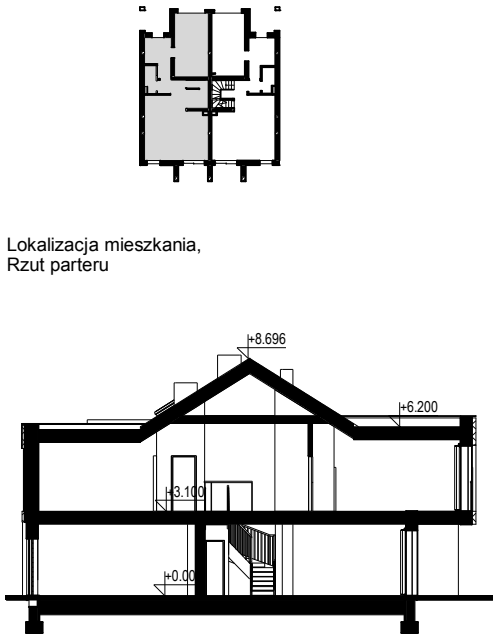 Lokalizacja mieszkania,
Rzut parteru
+8.696
+6.200
+3.100
+0.00